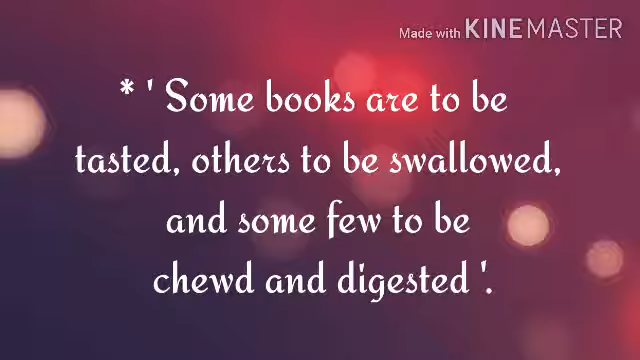 Made with KINEMASTER
* ' Some books are to be
tasted, others to be swallowed,
and some few to be
chewd and digested '.